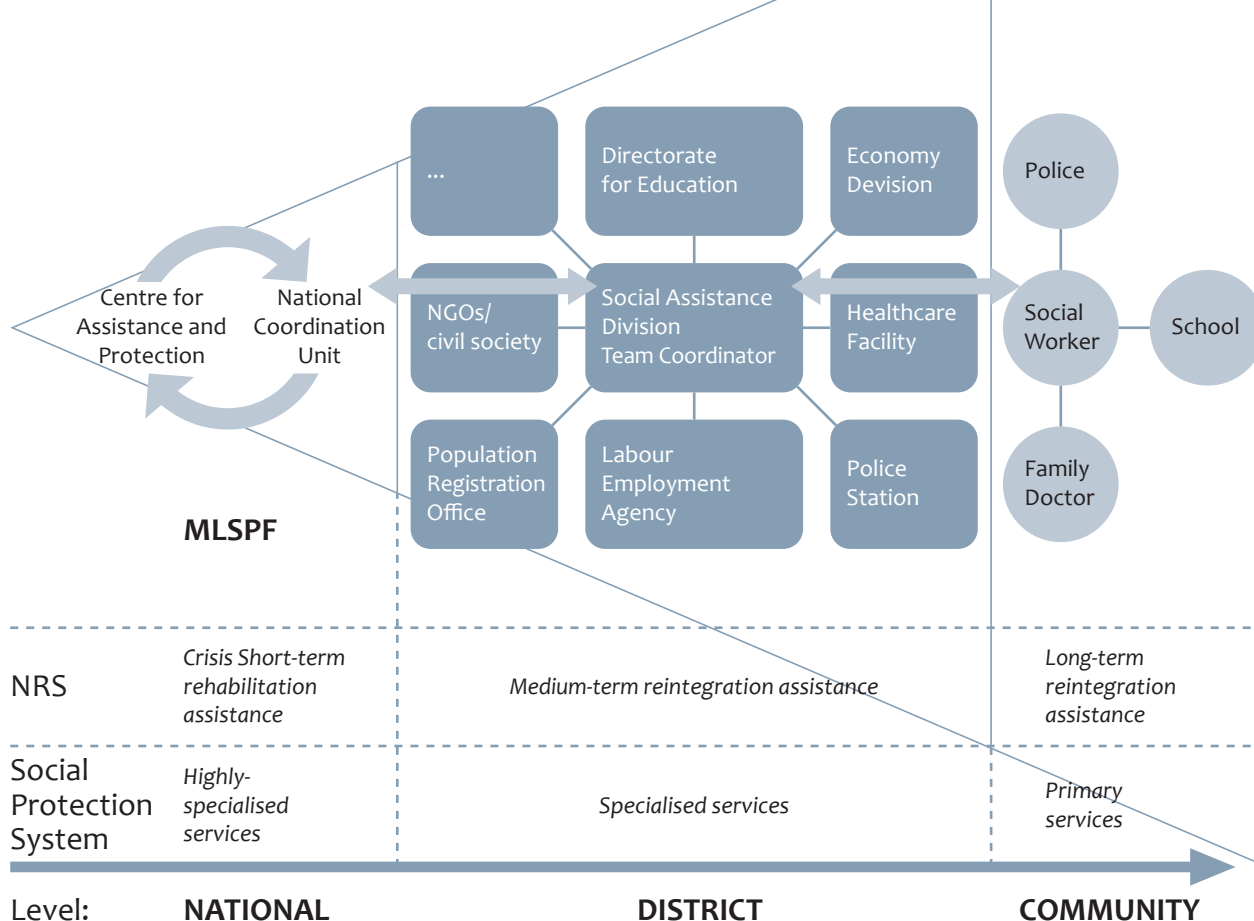 ...
Directorate
for Education
Economy
Devision
Police
Centre for
Assistance and
Protection
National
Coordination
Unit
NGOs/
civil society
Social Assistance
Division
Team Coordinator
Healthcare
Facility
Social
Worker
School
Population
Registration
Office
Labour
Employment
Agency
Police
Station
Family
Doctor
MLSPF
NRS
Crisis Short-term
rehabilitation
assistance
Medium-term reintegration assistance
Long-term
reintegration
assistance
Social
Protection
System
Highly-
specialised
services
Specialised services
Primary
services
Level:
NATIONAL
DISTRICT
COMMUNITY